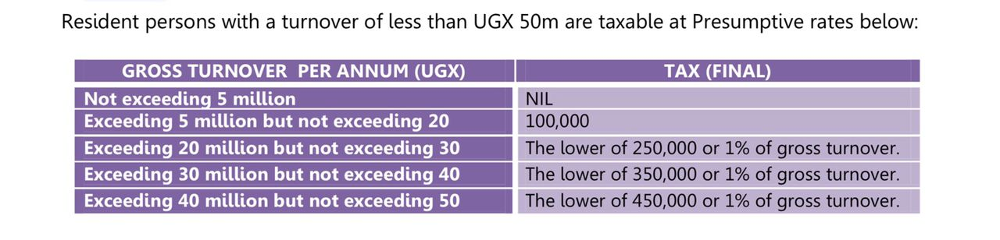 Resident persons with a turnover of less than UGX 50m are taxable at Presumptive rates below:
GROSS TURNOVER PER ANNUM (UGX) TAX (FINAL)
Not exceeding 5 million NIL
Exceeding 5 million but not exceeding 20 100,000
Exceeding 20 million but not exceeding 30 The lower of 250,000 or 1% of gross turnover.
Exceeding 30 million but not exceeding 40 The lower of 350,000 or 1% of gross turnover.
Exceeding 40 million but not exceeding 50 The lower of 450,000 or 1% of gross turnover.